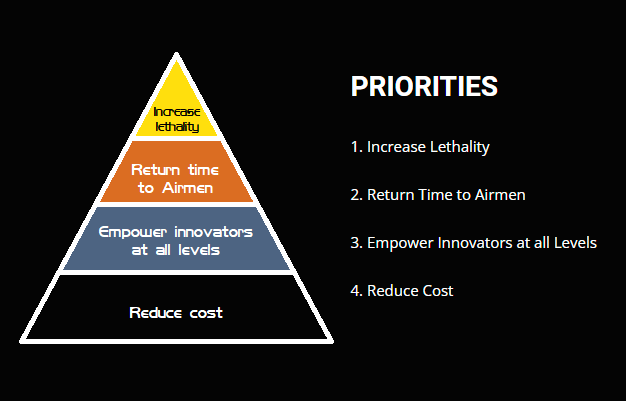 Increase
lethality
Return time
to Airmen
Empower innovators
at all levels
Reduce cost
PRIORITIES
1. Increase Lethality
2. Return Time to Airmen
3. Empower Innovators at all Levels
4. Reduce Cost